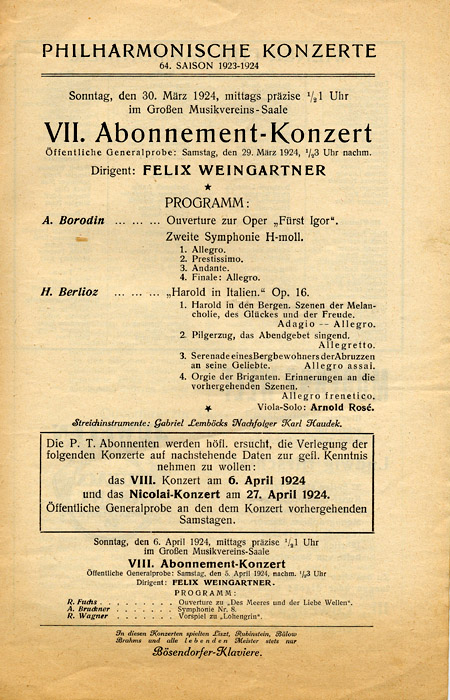 PHILHARMONISCHE KONZERTE
64. SAISON 1923-1924
Sonntag, den 30. März 1924, mittags präzise ½1 Uhr
im Großen Musikvereins-Saale
VII. Abonnement-Konzert
Öffentliche Generalprobe: Samstag, den 29. März 1924, ½3 Uhr nachm.
Dirigent: FELIX WEINGARTNER
★
PROGRAMM:
A. Borodin ... ... ... Ouverture zur Oper „Fürst Igor“.
Zweite Symphonie H-moll.
1. Allegro.
2. Prestissimo.
3. Andante.
4. Finale: Allegro.
H. Berlioz ... ... ... „Harold in Italien.“ Op. 16.
1. Harold in den Bergen. Szenen der Melan-
cholie, des Glückes und der Freude.
Adagio -- Allegro.
2. Pilgerzug, das Abendgebet singend.
Allegretto.
3. Serenade eines Bergbewohners der Abruzzen
an seine Geliebte. Allegro assai.
4. Orgie der Briganten. Erinnerungen an die
vorhergehenden Szenen.
Allegro frenetico.
★ Viola-Solo: Arnold Rosé.
Streichinstrumente: Gabriel Lemböcks Nachfolger Karl Haudek.
Die P. T. Abonnenten werden höfl. ersucht, die Verlegung der
folgenden Konzerte auf nachstehende Daten zur gefl. Kenntnis
nehmen zu wollen:
das VIII. Konzert am 6. April 1924
und das Nicolai-Konzert am 27. April 1924.
Öffentliche Generalprobe an den dem Konzert vorhergehenden
Samstagen.
Sonntag, den 6. April 1924, mittags präzise ½1 Uhr
im Großen Musikvereins-Saale
VIII. Abonnement-Konzert
Öffentliche Generalprobe: Samstag, den 5. April 1924, nachm. ½3 Uhr
Dirigent: FELIX WEINGARTNER.
PROGRAMM:
R. Fuchs . . . . . . . . . Ouverture zu „Des Meeres und der Liebe Wellen“.
A. Bruckner . . . . . . . . Symphonie Nr. 8.
R. Wagner . . . . . . . . Vorspiel zu „Lohengrin“.
In diesen Konzerten spielten Liszt, Rubinstein, Bülow
Brahms und alle lebenden Meister stets nur
Bösendorfer-Klaviere.